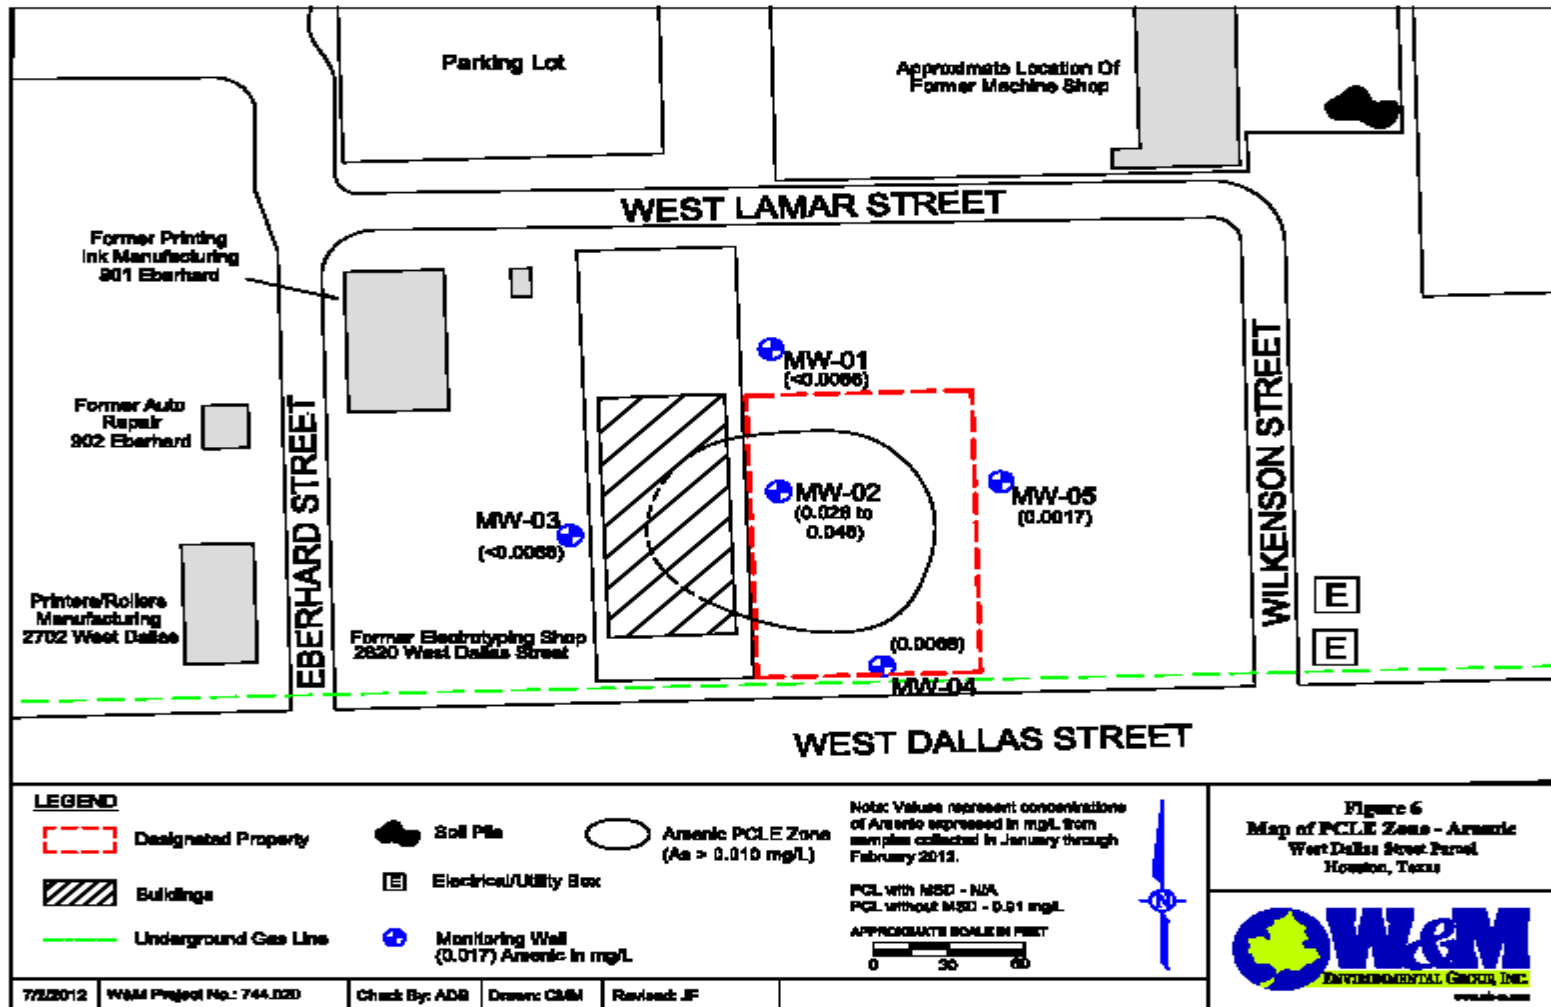 Parking Lot
Approximate Location Of
Former Machine Shop
WEST LAMAR STREET
Former Printing
Ink Manufacturing
901 Eberhard
MW-01
(<0.0066)
Former Auto
Repair
902 Eberhard
EBERHARD STREET
WILKENSON STREET
MW-02
(0.026 to
0.046)
MW-05
(0.0017)
MW-03
(<0.0066)
Printers/Rollers
Manufacturing
2702 West Dallas
Former Electrotyping Shop
2620 West Dallas Street
(0.0066)
MW-04
E
E
WEST DALLAS STREET
LEGEND
Designated Property
Buildings
Underground Gas Line
Soil Pile
E
Electrical/Utility Box
Monitoring Well
(0.017) Arsenic in mg/L
Arsenic PCLE Zone
(As > 0.010 mg/L)
Note: Values represent concentrations
of Arsenic expressed in mg/L from
samples collected in January through
February 2012.
PCL with MSD - N/A
PCL without MSD - 0.01 mg/L
APPROXIMATE SCALE IN FEET
0 30 60
N
Figure 6
Map of PCLE Zone - Arsenic
West Dallas Street Parcel
Houston, Texas
W&M
ENVIRONMENTAL GROUP, INC.
7/2/2012
W&M Project No.: 744.020
Check By: ADB
Drawn: CMM
Revised: JF